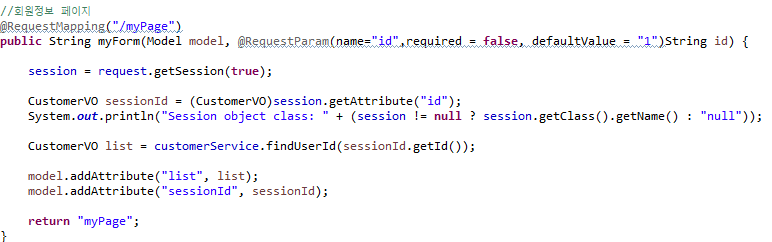 //회원정보 페이지
@RequestMapping("/myPage")
public String myForm(Model model, @RequestParam(name="id",required = false, defaultValue = "1")String id) {
session = request.getSession(true);
CustomerVO sessionId = (CustomerVO)session.getAttribute("id");
System.out.println("Session object class: " + (session != null ? session.getClass().getName() : "null"));
CustomerVO list = customerService.findUserId(sessionId.getId());
model.addAttribute("list", list);
model.addAttribute("sessionId", sessionId);
return "myPage";
}